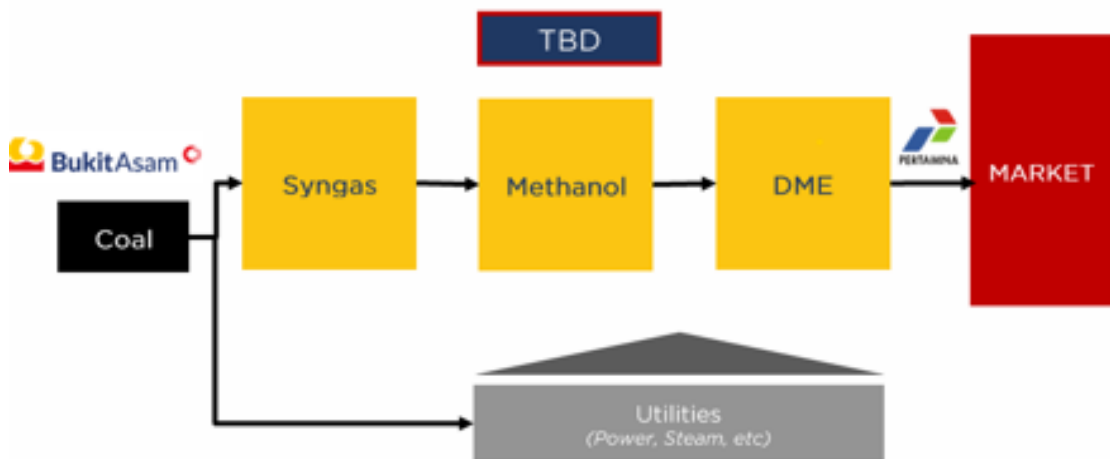 TBD
BukitAsam
Coal
Syngas
Methanol
DME
PERTAMINA
MARKET
Utilities
(Power, Steam, etc)